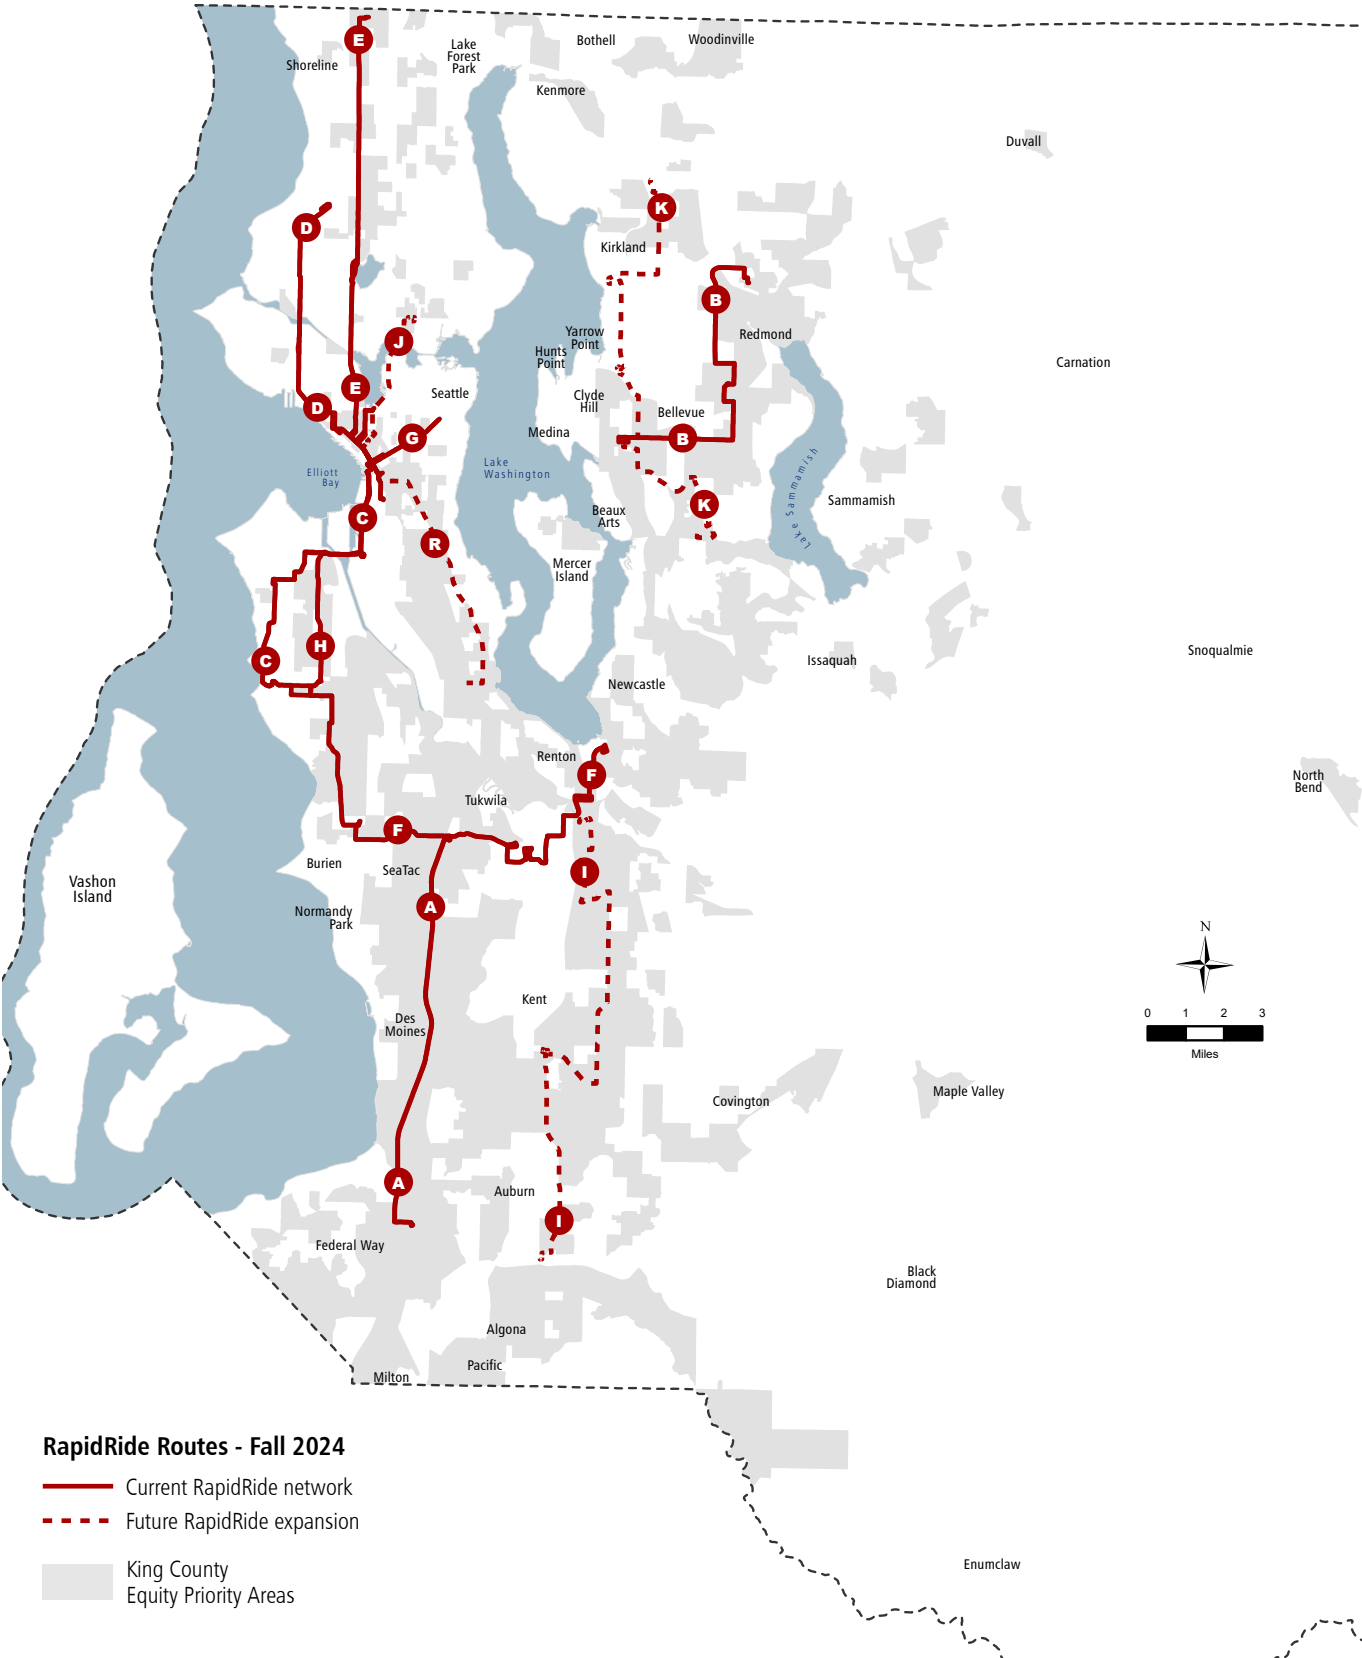 E
Shoreline
Lake
Forest
Park
Bothell
Woodinville
Kenmore
Duvall
D
K
Kirkland
B
J
Yarrow
Point
Hunts
Point
Redmond
Carnation
E
D
Seattle
Clyde
Hill
Bellevue
G
Medina
B
Elliott
Bay
Lake
Washington
Lake Sammamish
Sammamish
C
K
Beaux
Arts
R
Mercer
Island
H
C
Issaquah
Snoqualmie
Newcastle
Renton
F
North
Bend
Tukwila
F
Burien
SeaTac
I
Vashon
Island
A
Normandy
Park
N
Kent
Des
Moines
0 1 2 3
Miles
Covington
Maple Valley
A
Auburn
I
Federal Way
Black
Diamond
Algona
Pacific
Milton
RapidRide Routes - Fall 2024
Current RapidRide network
Future RapidRide expansion
King County
Equity Priority Areas
Enumclaw